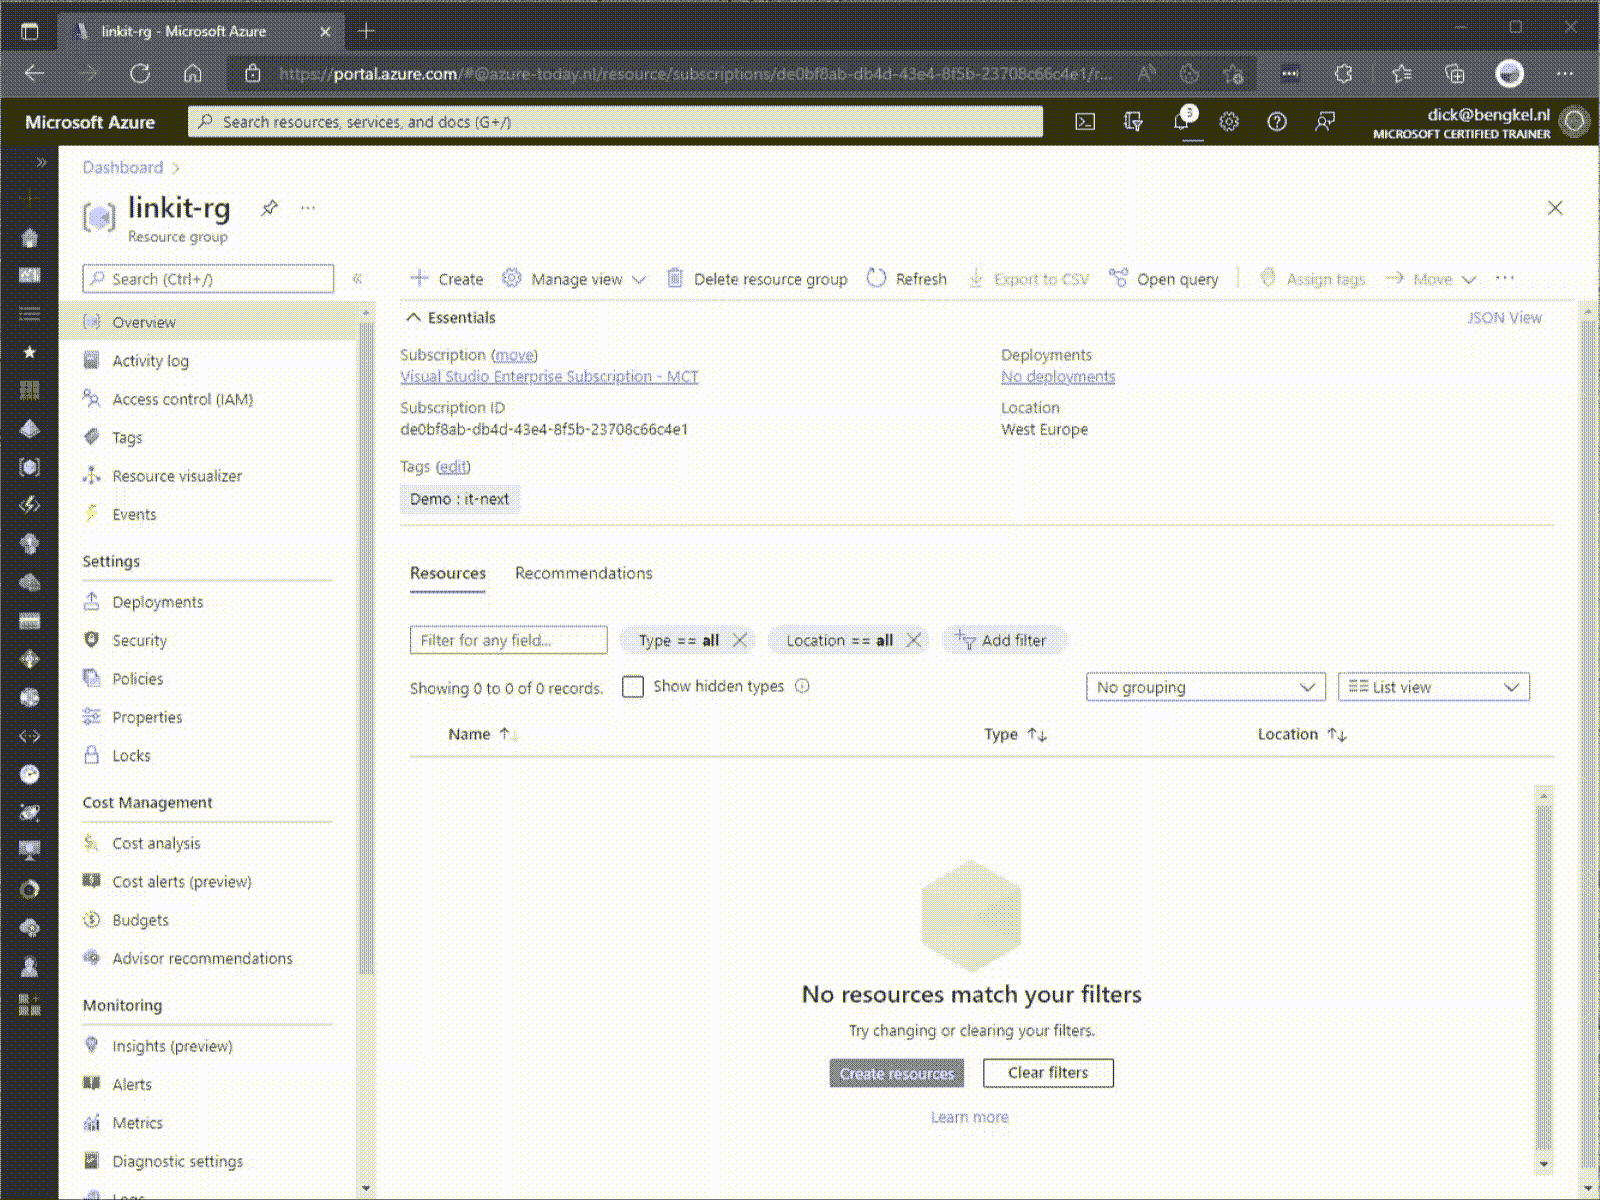 linkit-rg - Microsoft Azure
https://portal.azure.com/#@azure-today.nl/resource/subscriptions/de0bf8ab-db4d-43e4-8f5b-23708c66c4e1/r...
Microsoft Azure
Search resources, services, and docs (G+/)
3
dick@bengkel.nl
MICROSOFT CERTIFIED TRAINER
Dashboard
linkit-rg
Resource group
Search (Ctrl+/)
Create
Manage view
Delete resource group
Refresh
Export to CSV
Open query
Assign tags
Move
Overview
Activity log
Access control (IAM)
Tags
Resource visualizer
Events
Settings
Deployments
Security
Policies
Properties
Locks
Cost Management
Cost analysis
Cost alerts (preview)
Budgets
Advisor recommendations
Monitoring
Insights (preview)
Alerts
Metrics
Diagnostic settings
Logs
Essentials
JSON View
Subscription (move)
Visual Studio Enterprise Subscription - MCT
Subscription ID
de0bf8ab-db4d-43e4-8f5b-23708c66c4e1
Deployments
No deployments
Location
West Europe
Tags (edit)
Demo : it-next
Resources
Recommendations
Filter for any field...
Type == all
Location == all
Add filter
Showing 0 to 0 of 0 records.
Show hidden types
No grouping
List view
Name
Type
Location
No resources match your filters
Try changing or clearing your filters.
Create resources
Clear filters
Learn more